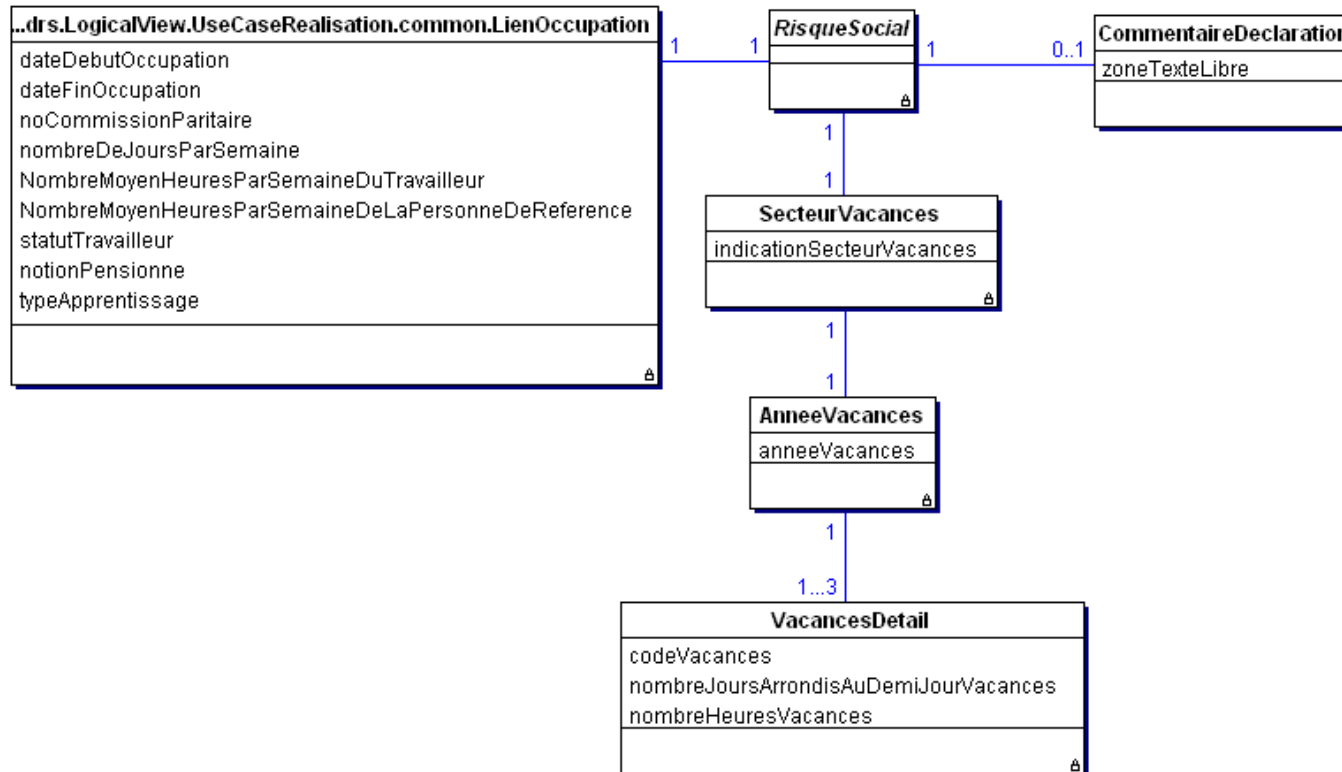 ...drs.LogicalView.UseCaseRealisation.common.LienOccupation
dateDebutOccupation
dateFinOccupation
noCommissionParitaire
nombreDeJoursParSemaine
NombreMoyenHeuresParSemaineDuTravailleur
NombreMoyenHeuresParSemaineDeLaPersonneDeReference
statutTravailleur
notionPensionne
typeApprentissage
1
1
RisqueSocial
1
0..1
CommentaireDeclaration
zoneTexteLibre
1
1
SecteurVacances
indicationSecteurVacances
1
1
AnneeVacances
anneeVacances
1
1...3
VacancesDetail
codeVacances
nombreJoursArrondisAuDemiJourVacances
nombreHeuresVacances